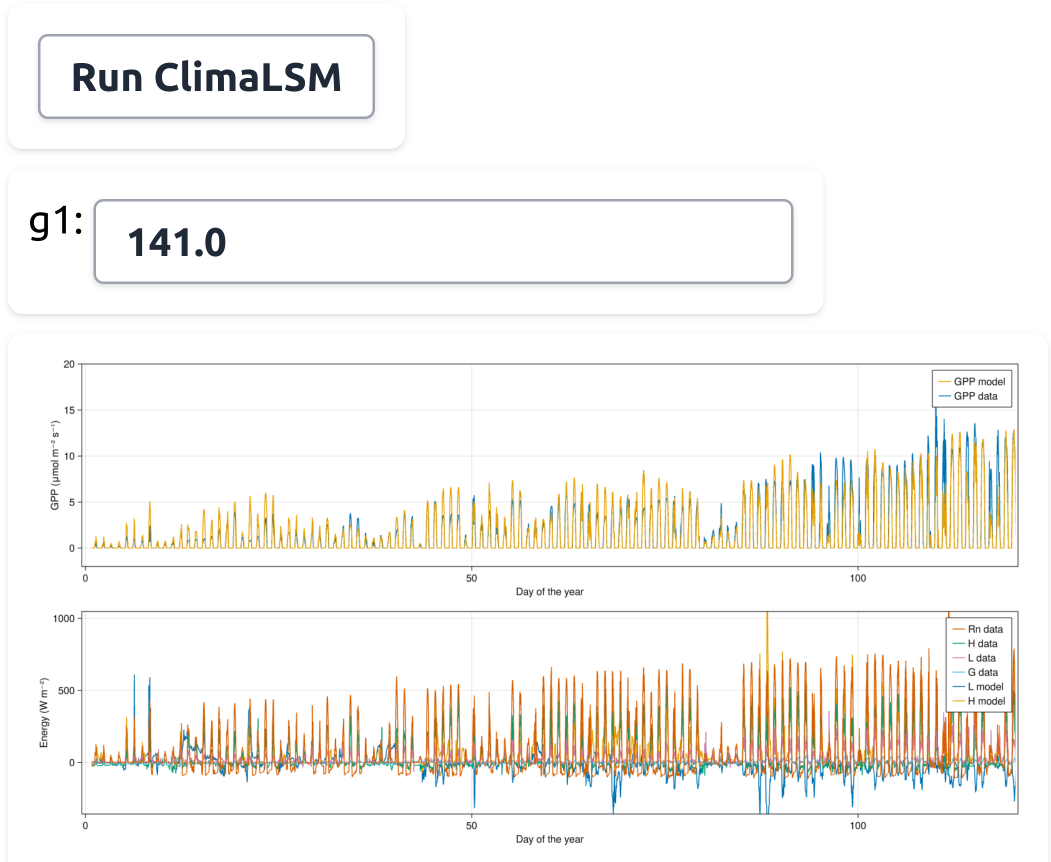 Run ClimaLSM
g1:
141.0
20
15
10
5
0
GPP (μmol m⁻² s⁻¹)
GPP model
GPP data
0
50
100
Day of the year
1000
500
0
Energy (W m⁻²)
Rn data
H data
L data
G data
L model
H model
0
50
100
Day of the year